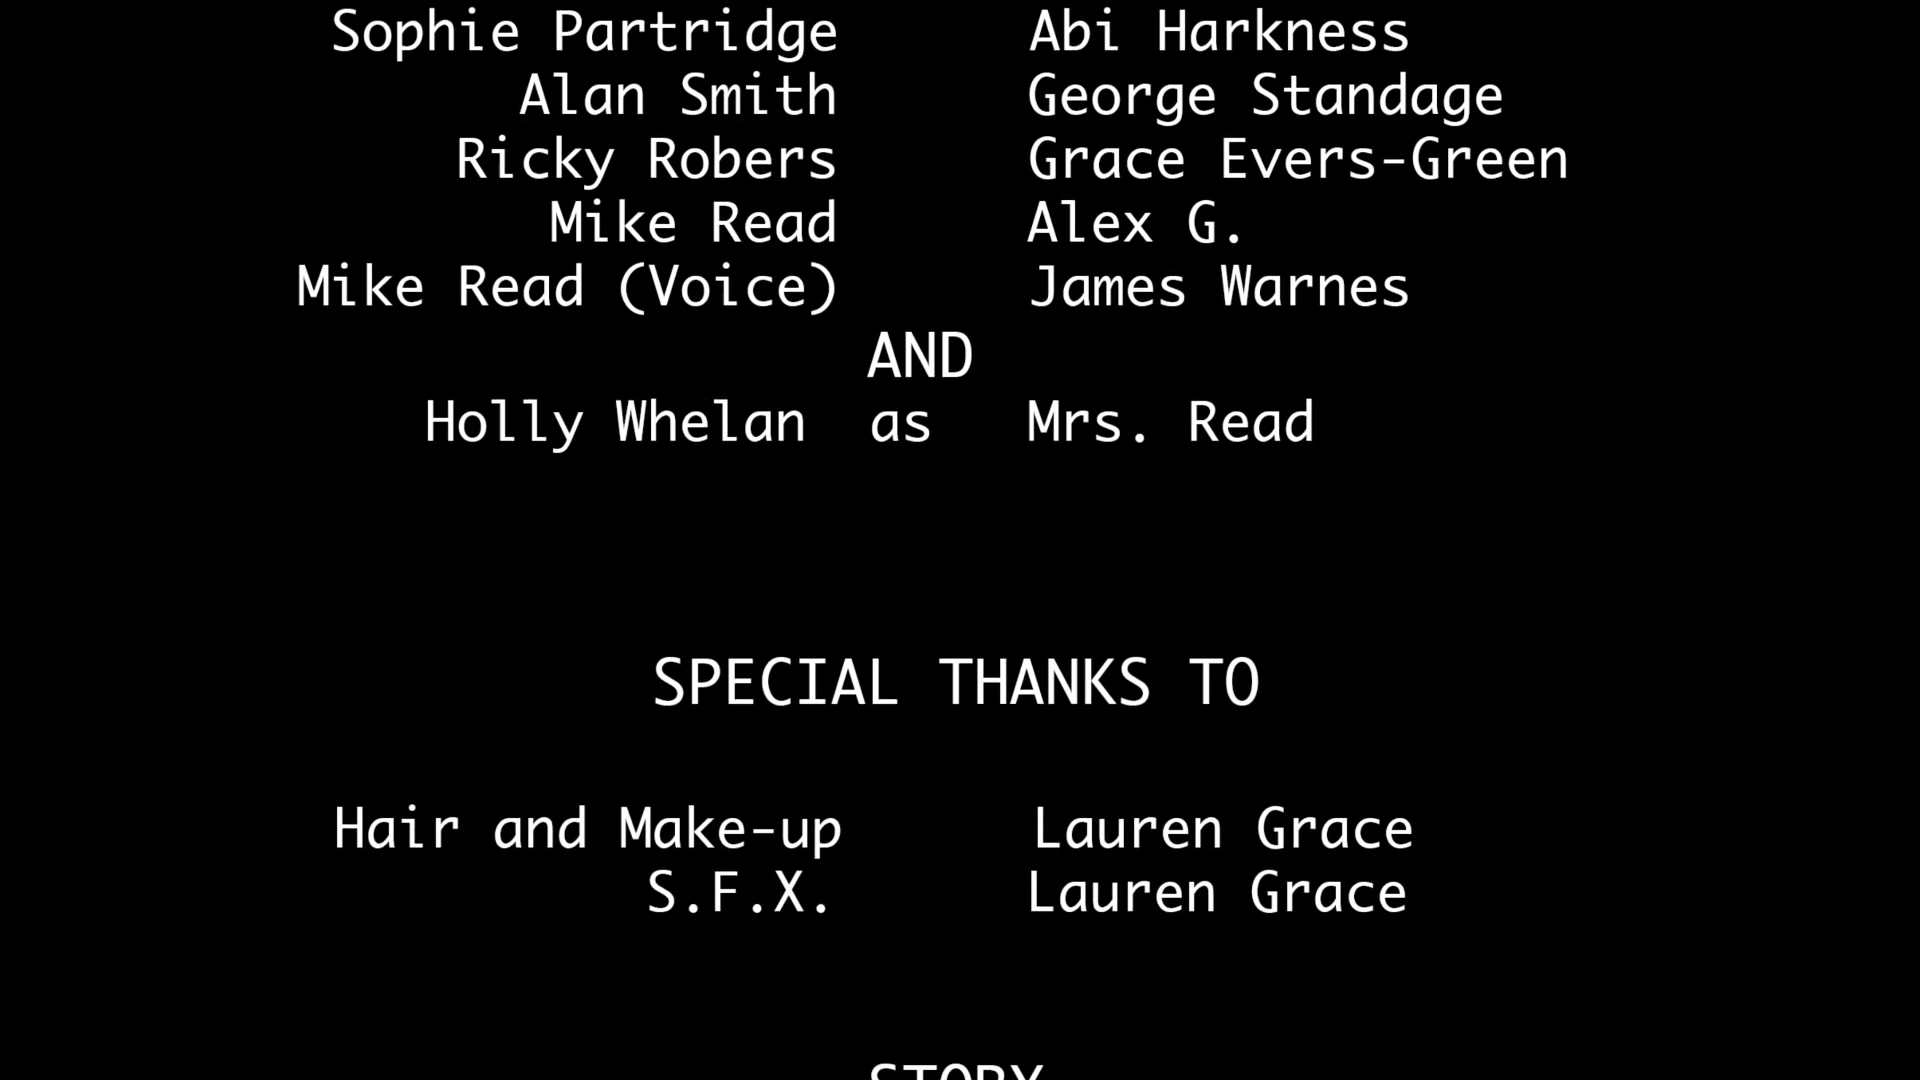 Sophie Partridge Abi Harkness
Alan Smith George Standage
Ricky Robers Grace Evers-Green
Mike Read Alex G.
Mike Read (Voice) James Warnes
AND
Holly Whelan as Mrs. Read
SPECIAL THANKS TO
Hair and Make-up Lauren Grace
S.F.X. Lauren Grace
STORY